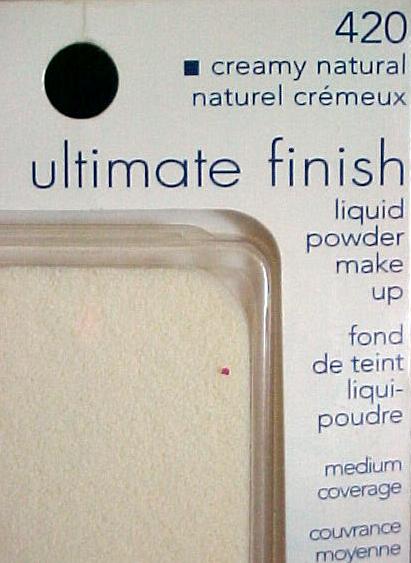 420
creamy natural
naturel crémeux
ultimate finish
liquid
powder
make
up
fond
de teint
liqui-
poudre
medium
coverage
couvrance
moyenne